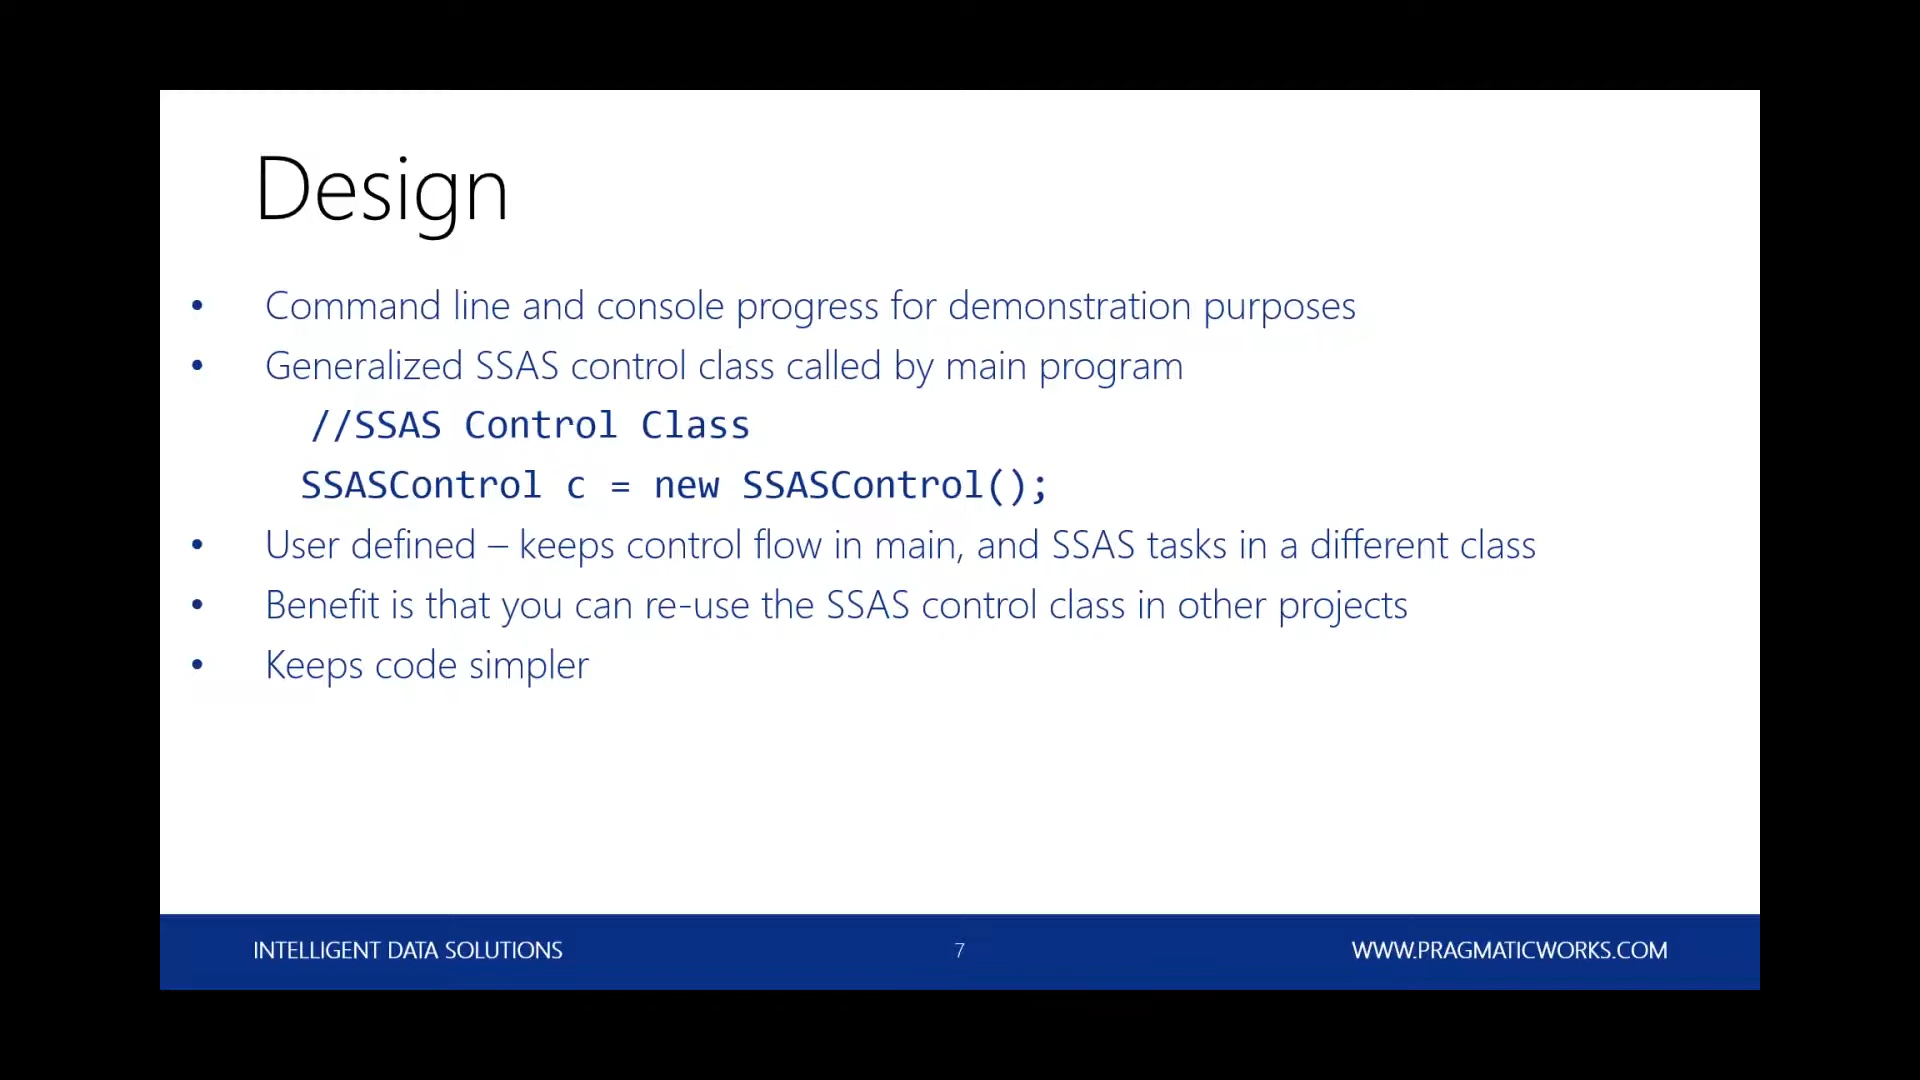 Design
• Command line and console progress for demonstration purposes
• Generalized SSAS control class called by main program
//SSAS Control Class
SSASControl c = new SSASControl();
• User defined – keeps control flow in main, and SSAS tasks in a different class
• Benefit is that you can re-use the SSAS control class in other projects
• Keeps code simpler
INTELLIGENT DATA SOLUTIONS
7
WWW.PRAGMATICWORKS.COM